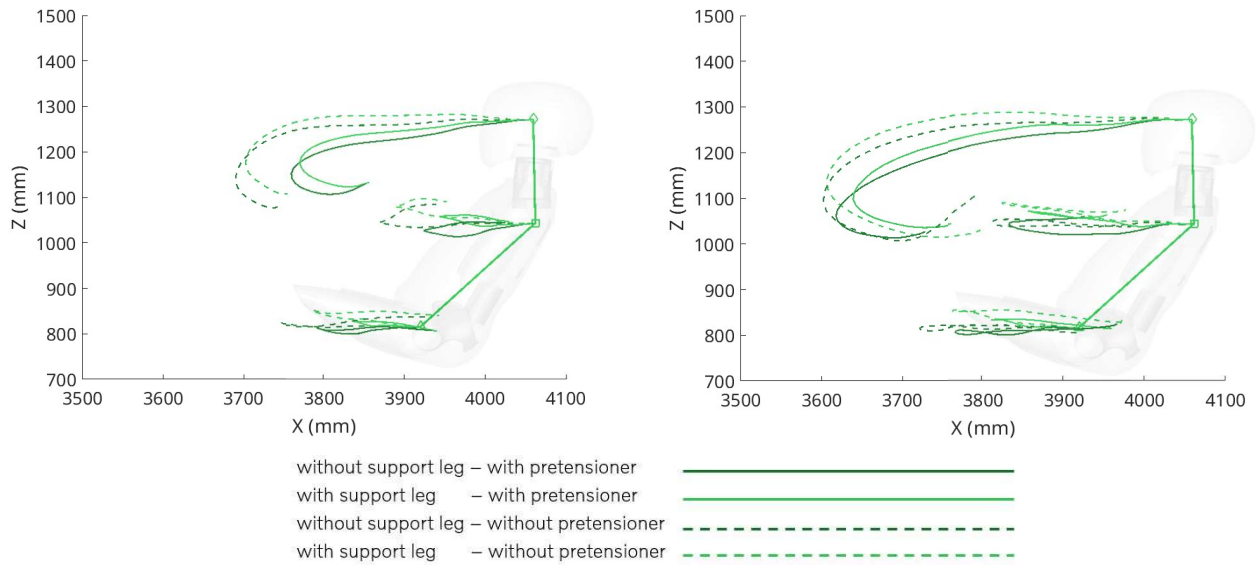 1500
1400
1300
1200
1100
1000
900
800
700
Z (mm)
3500 3600 3700 3800 3900 4000 4100
X (mm)
1500
1400
1300
1200
1100
1000
900
800
700
Z (mm)
3500 3600 3700 3800 3900 4000 4100
X (mm)
without support leg – with pretensioner
with support leg – with pretensioner
without support leg – without pretensioner
with support leg – without pretensioner